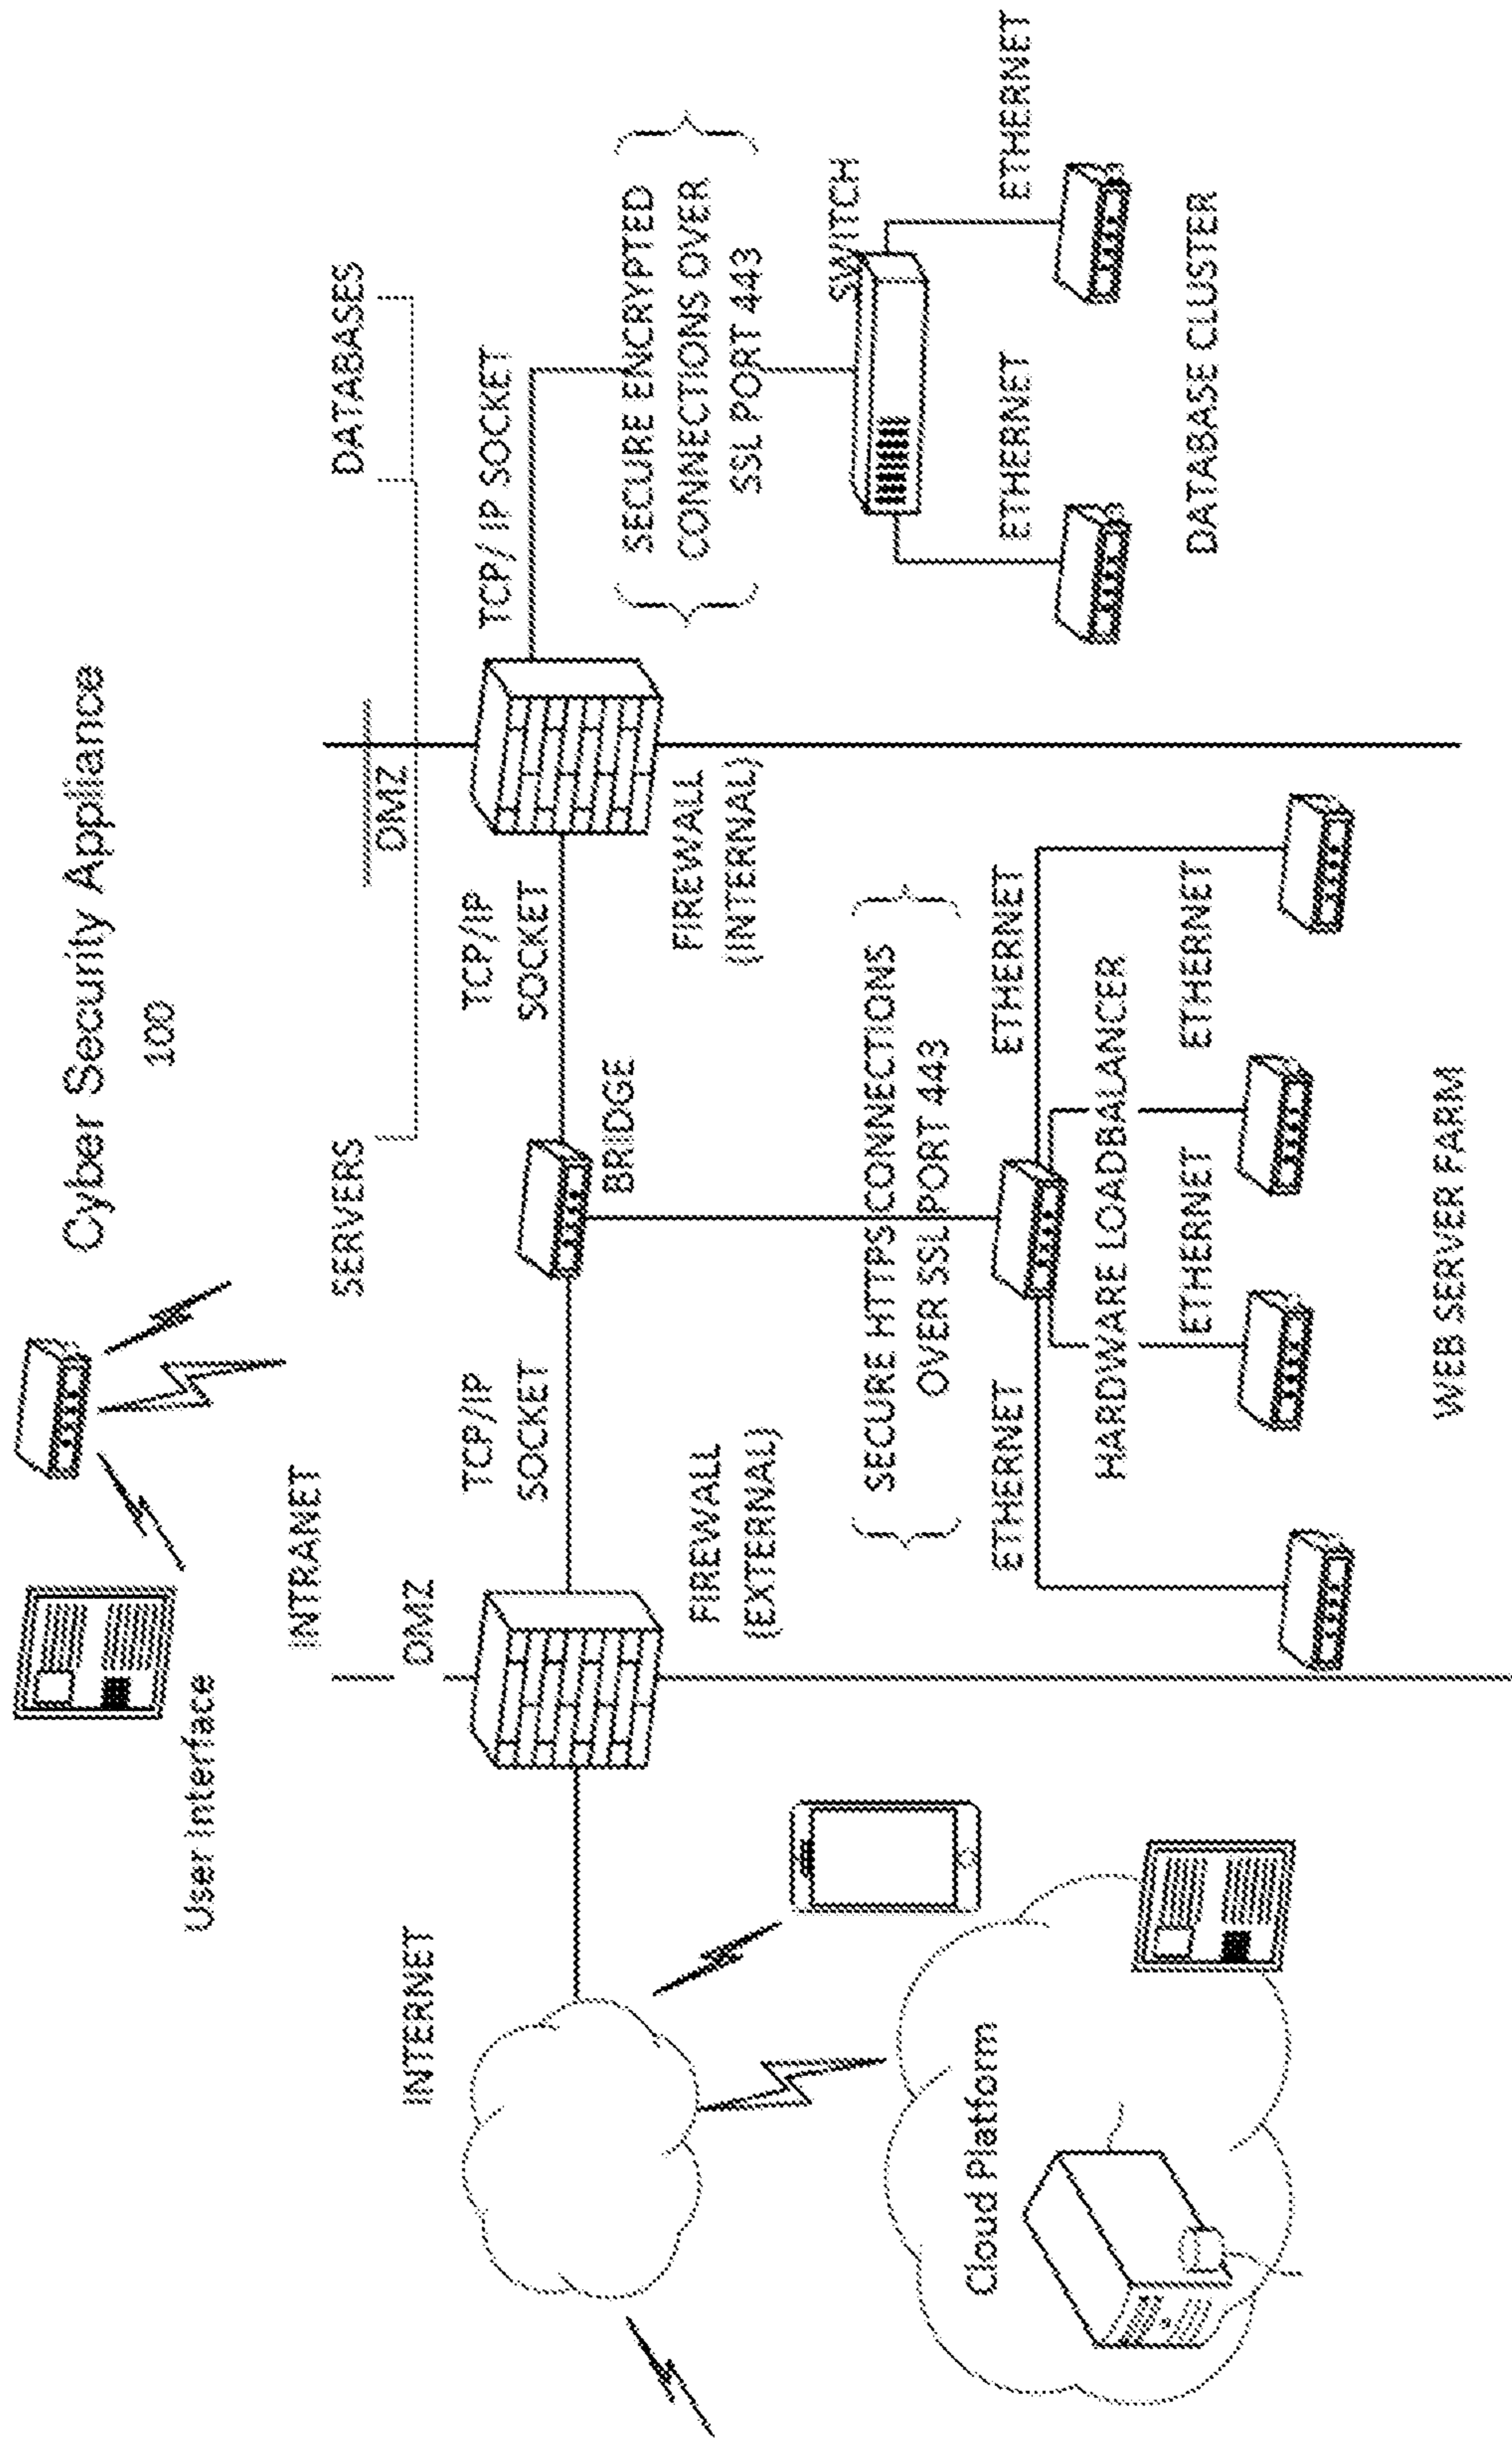 Cyber Security Appliance
100
User Interface
INTRANET
SERVERS
DATABASES
INTERNET
DMZ
DMZ
TCP/IP
SOCKET
TCP/IP
SOCKET
TCP/ IP SOCKET
BRIDGE
FIREWALL
(EXTERNAL)
FIREWALL
(INTERNAL)
SECURE ENCRYPTED
CONNECTIONS OVER
SSL PORT 443
SWITCH
SECURE HTTPS CONNECTIONS
OVER SSL PORT 443
Cloud Platform
ETHERNET
ETHERNET
ETHERNET
ETHERNET
HARDWARE LOADBALANCER
ETHERNET
ETHERNET
DATABASE CLUSTER
WEB SERVER FARM